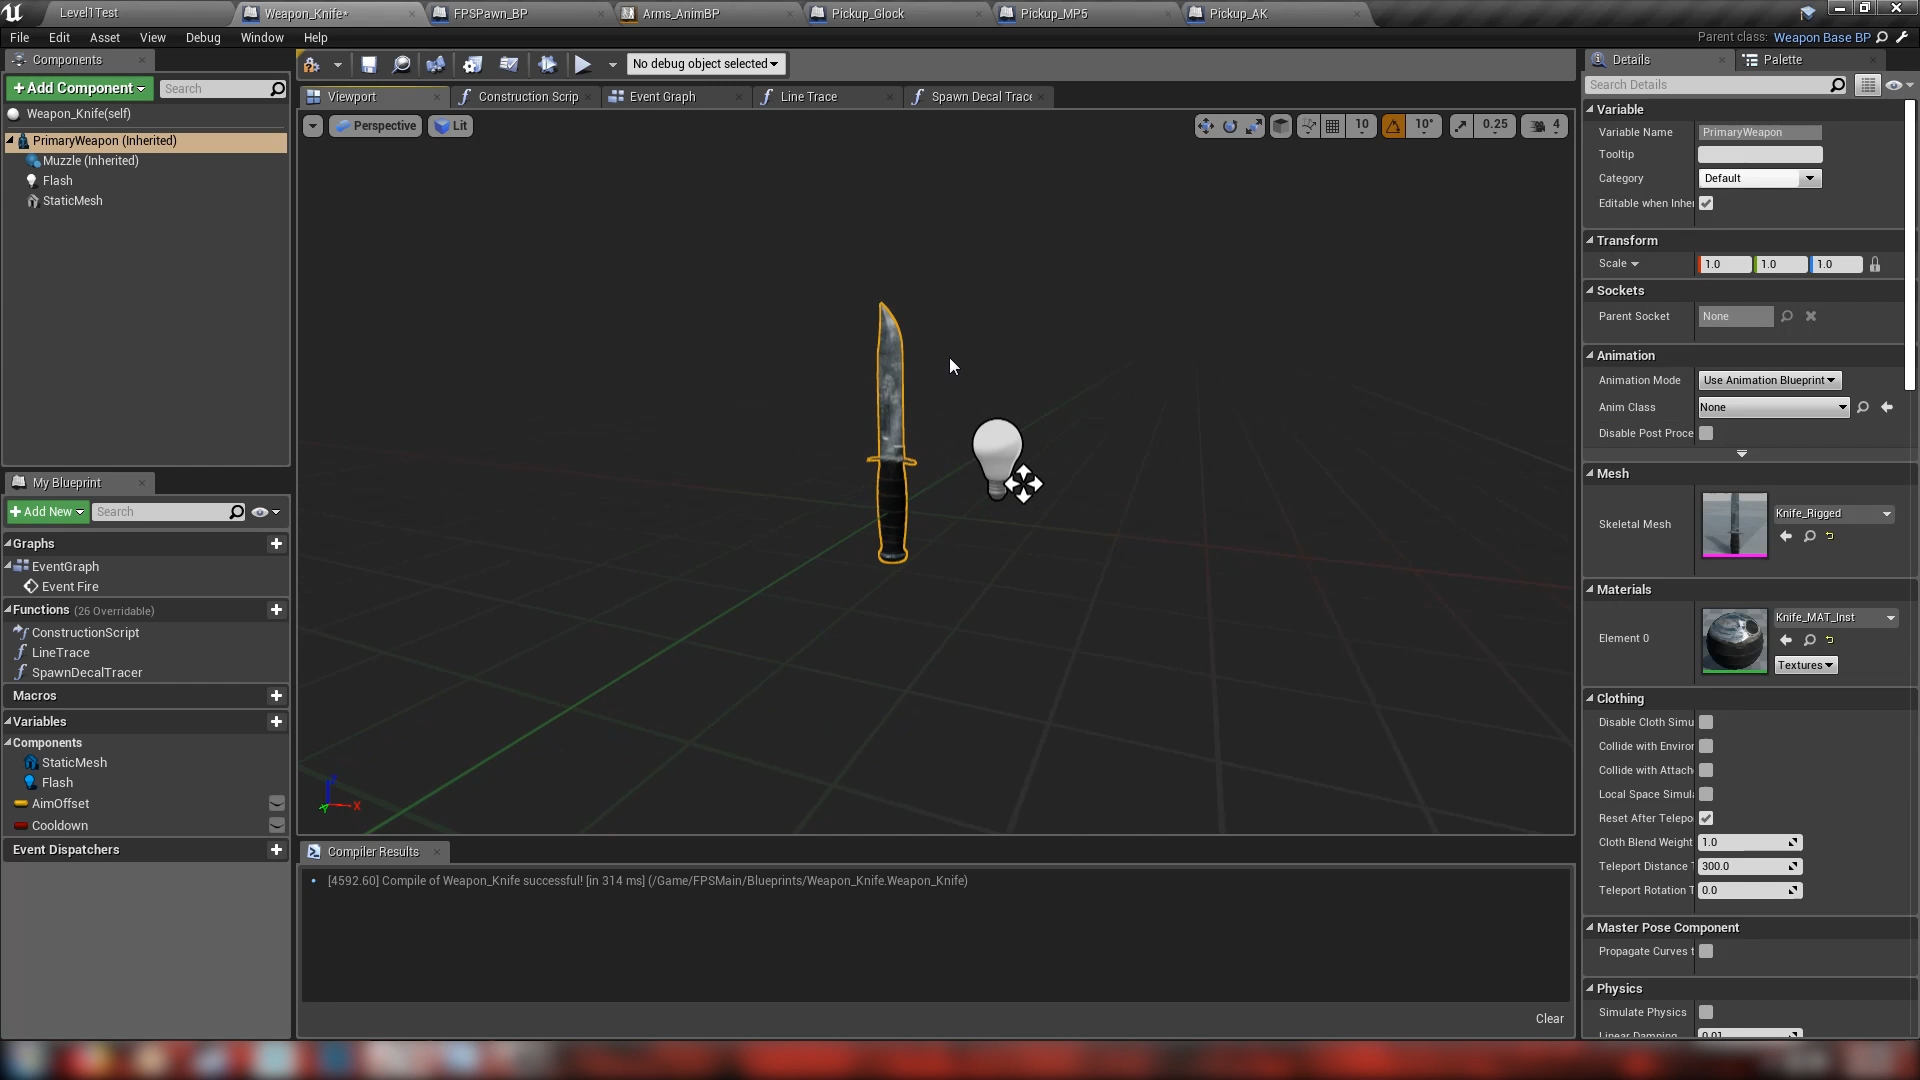 Level1Test
Weapon_Knife*
FPSPawn_BP
Arms_AnimBP
Pickup_Glock
Pickup_MP5
Pickup_AK
File Edit Asset View Debug Window Help
Parent class: Weapon Base BP
Components
+ Add Component
Search
Weapon_Knife(self)
PrimaryWeapon (Inherited)
Muzzle (Inherited)
Flash
StaticMesh
My Blueprint
+ Add New
Search
Graphs
EventGraph
Event Fire
Functions (26 Overridable)
ConstructionScript
LineTrace
SpawnDecalTracer
Macros
Variables
Components
StaticMesh
Flash
AimOffset
Cooldown
Event Dispatchers
No debug object selected
Viewport
Construction Scrip
Event Graph
Line Trace
Spawn Decal Trace
Perspective
Lit
10
10°
0.25
4
X
Compiler Results
[4592.60] Compile of Weapon_Knife successful! [in 314 ms] (/Game/FPSMain/Blueprints/Weapon_Knife.Weapon_Knife)
Clear
Details
Palette
Search Details
Variable
Variable Name PrimaryWeapon
Tooltip
Category Default
Editable when Inher
Transform
Scale 1.0 1.0 1.0
Sockets
Parent Socket None
Animation
Animation Mode Use Animation Blueprint
Anim Class None
Disable Post Proce
Mesh
Skeletal Mesh Knife_Rigged
Materials
Element 0 Knife_MAT_Inst
Textures
Clothing
Disable Cloth Simu
Collide with Enviror
Collide with Attach
Local Space Simula
Reset After Telepo
Cloth Blend Weight 1.0
Teleport Distance T 300.0
Teleport Rotation T 0.0
Master Pose Component
Propagate Curves t
Physics
Simulate Physics
Linear Damping 0.01